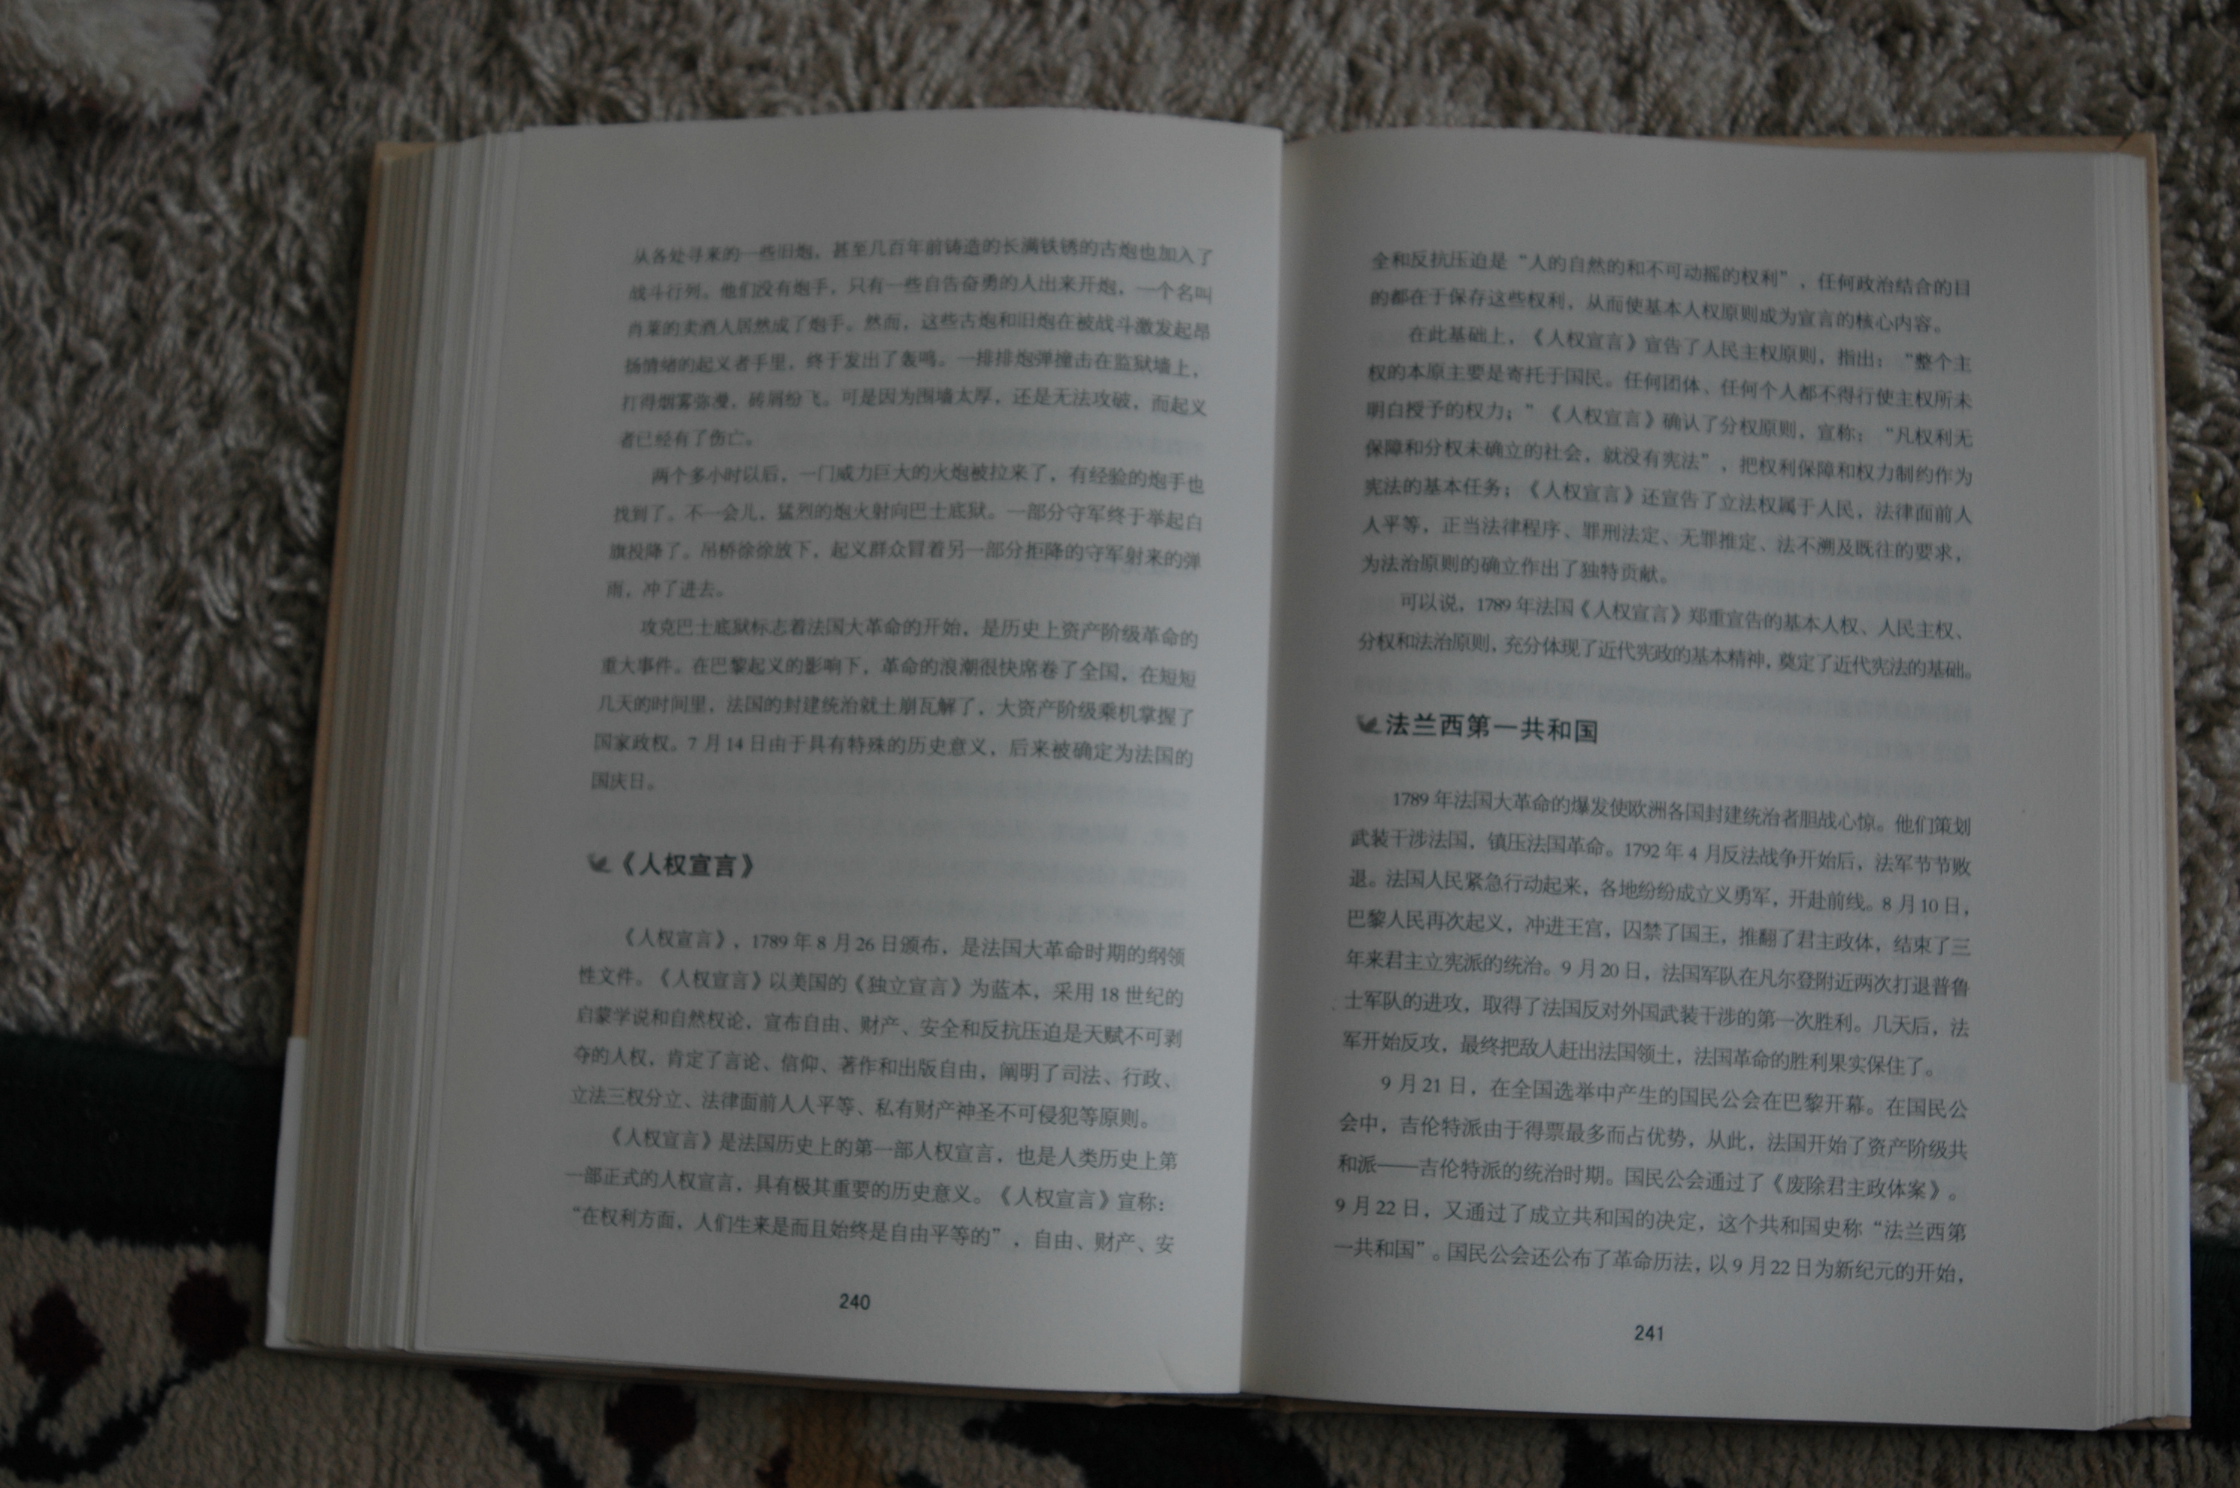 从各处寻来的一些旧炮，甚至几百年前铸造的长满铁锈的古炮也加入了
战斗行列。他们没有炮手，只有一些自告奋勇的人出来开炮，一个名叫
肖莱的卖酒人居然成了炮手。然而，这些古炮和旧炮在被战斗激发起昂
扬情绪的起义者手里，终于发出了轰鸣。一排排炮弹撞击在监狱墙上，
打得烟雾弥漫，砖屑纷飞。可是因为围墙太厚，还是无法攻破，而起义
者已经有了伤亡。
两个多小时以后，一门威力巨大的火炮被拉来了，有经验的炮手也
找到了。不一会儿，猛烈的炮火射向巴士底狱。一部分守军终于举起白
旗投降了。吊桥徐徐放下，起义群众冒着另一部分拒降的守军射来的弹
雨，冲了进去。
攻克巴士底狱标志着法国大革命的开始，是历史上资产阶级革命的
重大事件。在巴黎起义的影响下，革命的浪潮很快席卷了全国，在短短
几天的时间里，法国的封建统治就土崩瓦解了，大资产阶级乘机掌握了
国家政权。7 月 14 日由于具有特殊的历史意义，后来被确定为法国的
国庆日。
《人权宣言》
《人权宣言》，1789 年 8 月 26 日颁布，是法国大革命时期的纲领
性文件。《人权宣言》以美国的《独立宣言》为蓝本，采用 18 世纪的
启蒙学说和自然权论，宣布自由、财产、安全和反抗压迫是天赋不可剥
夺的人权，肯定了言论、信仰、著作和出版自由，阐明了司法、行政、
立法三权分立、法律面前人人平等、私有财产神圣不可侵犯等原则。
《人权宣言》是法国历史上的第一部人权宣言，也是人类历史上第
一部正式的人权宣言，具有极其重要的历史意义。《人权宣言》宣称：
“在权利方面，人们生来是而且始终是自由平等的”，自由、财产、安
240
全和反抗压迫是“人的自然的和不可动摇的权利”，任何政治结合的目
的都在于保存这些权利，从而使基本人权原则成为宣言的核心内容。
在此基础上，《人权宣言》宣告了人民主权原则，指出：“整个主
权的本原主要是寄托于国民。任何团体、任何个人都不得行使主权所未
明白授予的权力；”《人权宣言》确认了分权原则，宣称：“凡权利无
保障和分权未确立的社会，就没有宪法”，把权利保障和权力制约作为
宪法的基本任务；《人权宣言》还宣告了立法权属于人民，法律面前人
人平等，正当法律程序、罪刑法定、无罪推定、法不溯及既往的要求，
为法治原则的确立作出了独特贡献。
可以说，1789 年法国《人权宣言》郑重宣告的基本人权、人民主权、
分权和法治原则，充分体现了近代宪政的基本精神，奠定了近代宪法的基础。
法兰西第一共和国
1789 年法国大革命的爆发使欧洲各国封建统治者胆战心惊。他们策划
武装干涉法国，镇压法国革命。1792 年 4 月反法战争开始后，法军节节败
退。法国人民紧急行动起来，各地纷纷成立义勇军，开赴前线。8 月 10 日，
巴黎人民再次起义，冲进王宫，囚禁了国王，推翻了君主政体，结束了三
年来君主立宪派的统治。9 月 20 日，法国军队在凡尔登附近两次打退普鲁
士军队的进攻，取得了法国反对外国武装干涉的第一次胜利。几天后，法
军开始反攻，最终把敌人赶出法国领土，法国革命的胜利果实保住了。
9 月 21 日，在全国选举中产生的国民公会在巴黎开幕。在国民公
会中，吉伦特派由于得票最多而占优势，从此，法国开始了资产阶级共
和派——吉伦特派的统治时期。国民公会通过了《废除君主政体案》。
9 月 22 日，又通过了成立共和国的决定，这个共和国史称“法兰西第
一共和国”。国民公会还公布了革命历法，以 9 月 22 日为新纪元的开始，
241